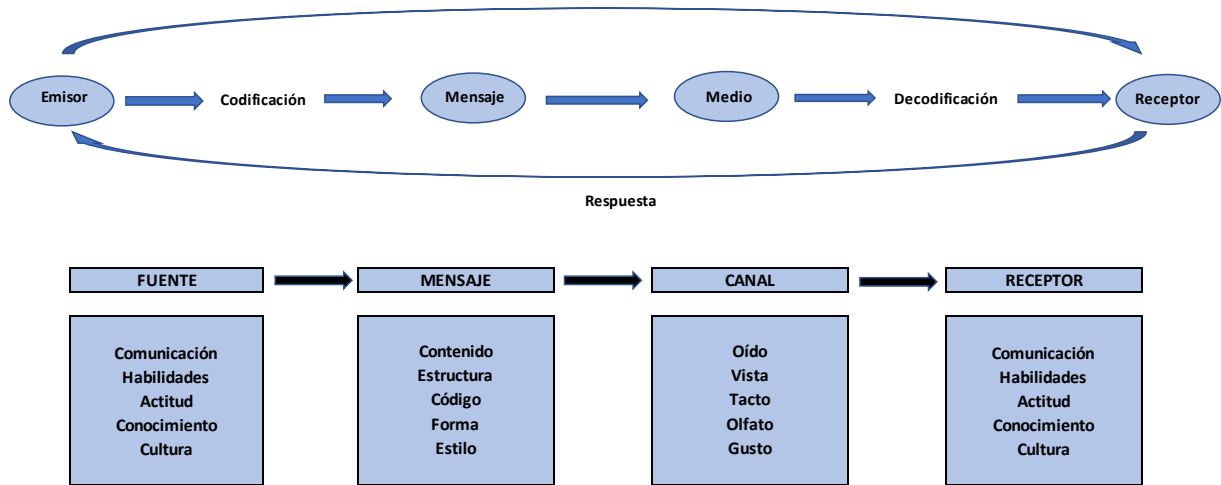 Emisor
Codificación
Mensaje
Medio
Decodificación
Receptor
Respuesta
FUENTE
MENSAJE
CANAL
RECEPTOR
Comunicación
Habilidades
Actitud
Conocimiento
Cultura
Contenido
Estructura
Código
Forma
Estilo
Oído
Vista
Tacto
Olfato
Gusto
Comunicación
Habilidades
Actitud
Conocimiento
Cultura